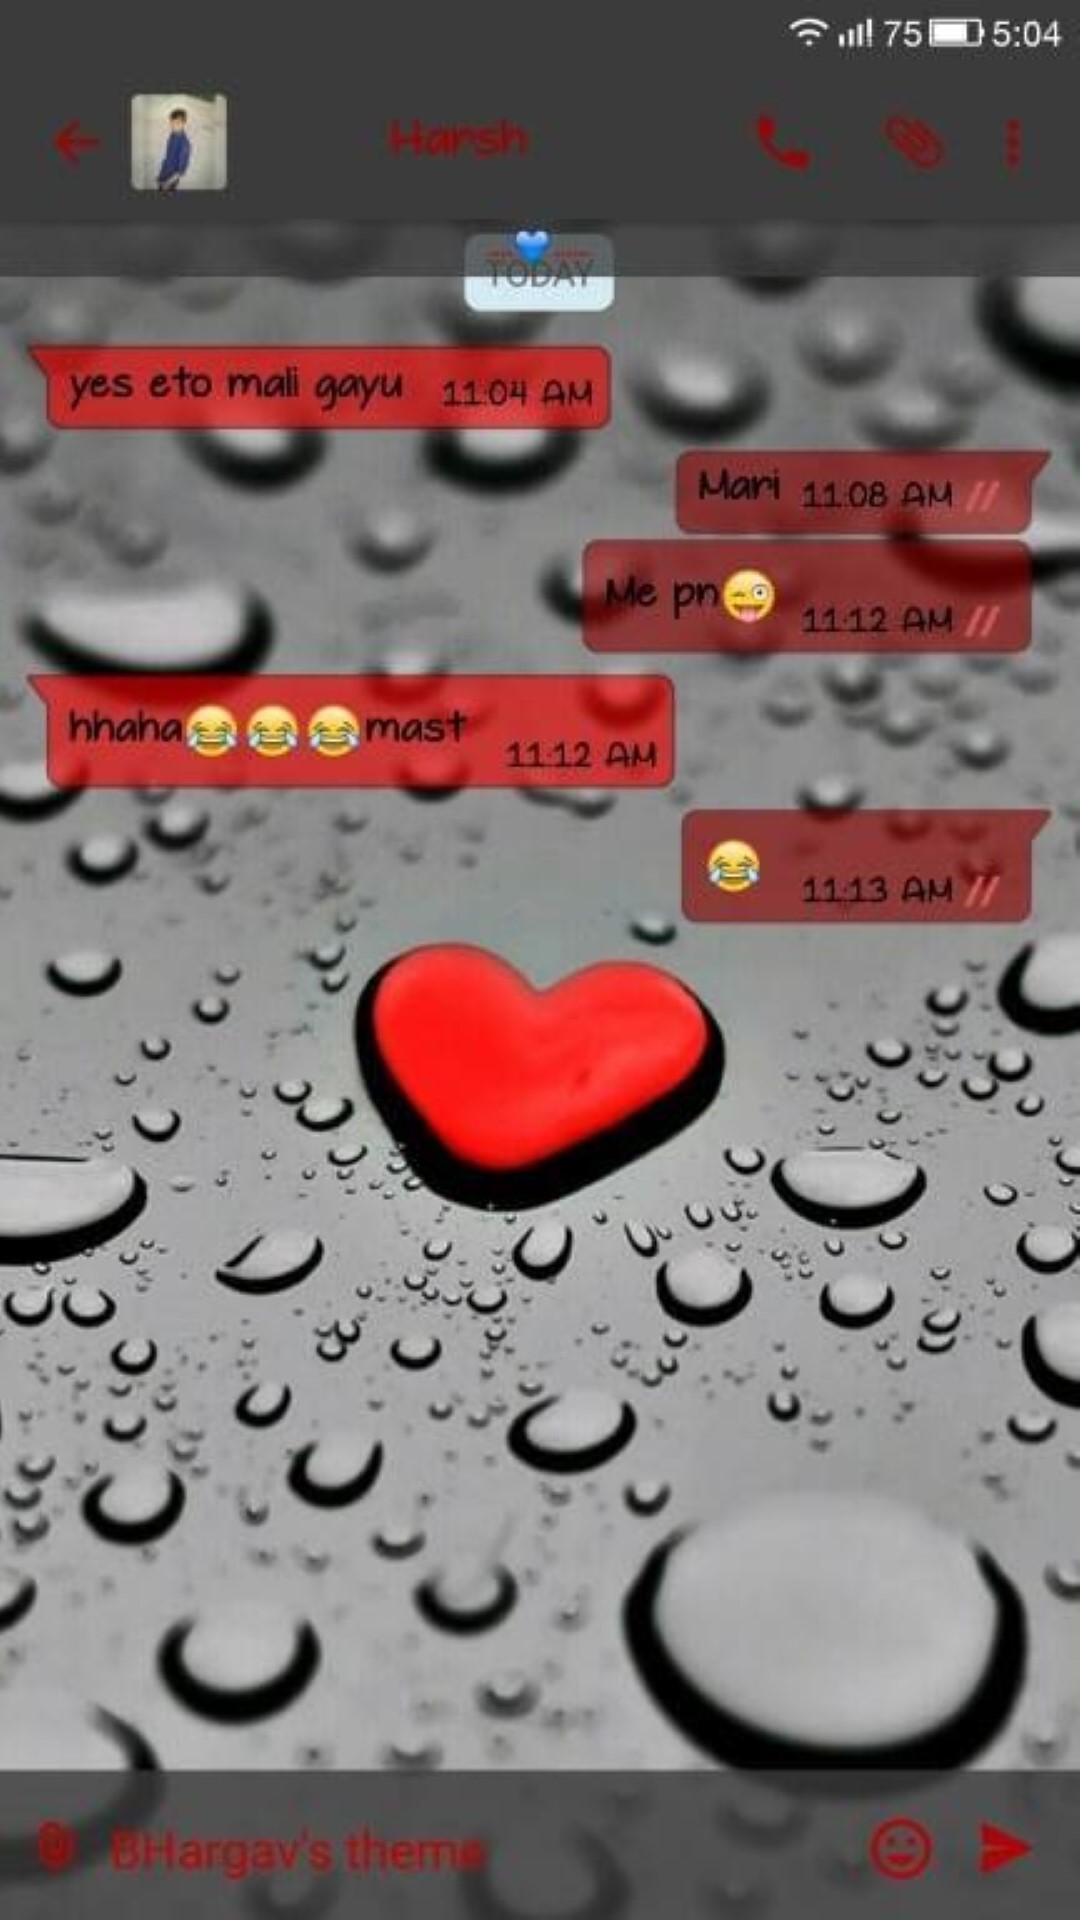 75 5:04
Harsh
TODAY
yes eto mali gayu 11:04 AM
Mari 11:08 AM
Me pn😜 11:12 AM
hhaha😂😂😂mast 11:12 AM
😂 11:13 AM
BHargav's theme